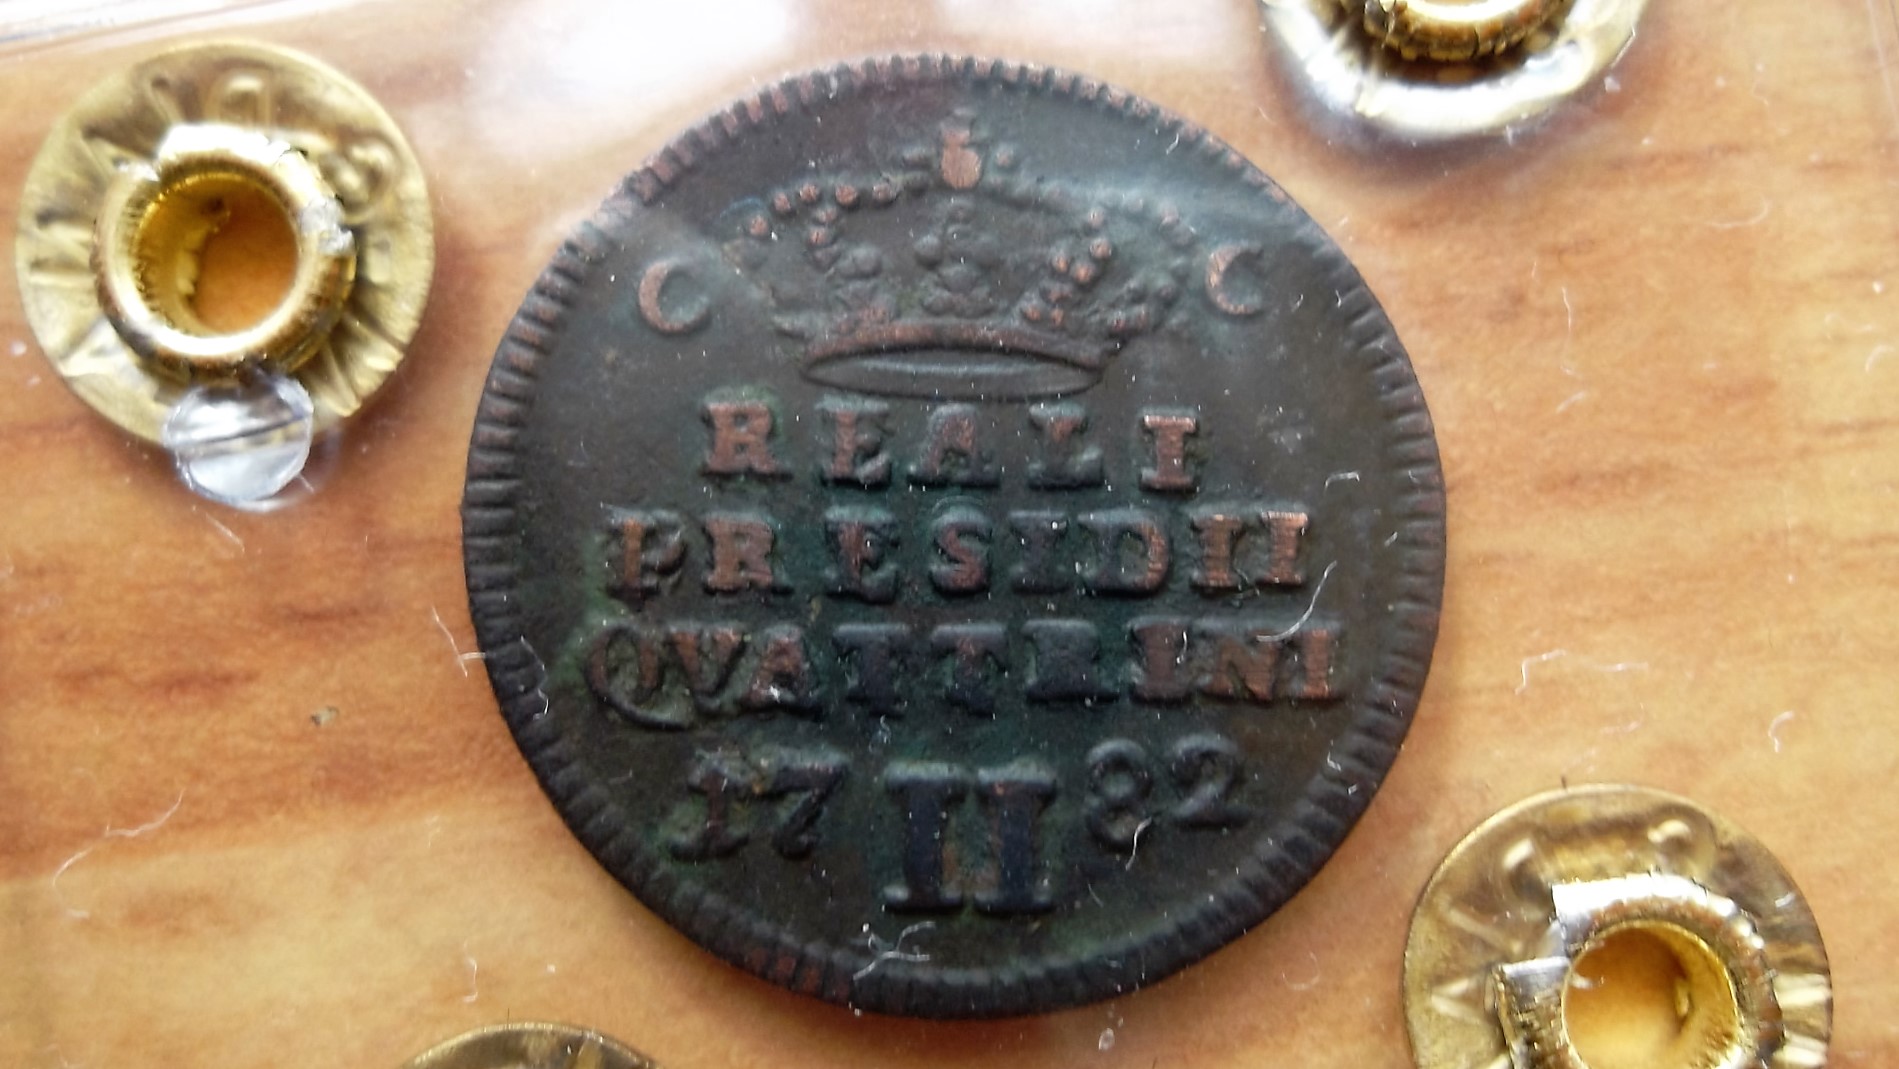 C C
REALI
PRESIDII
QVATTRINI
17 II 82